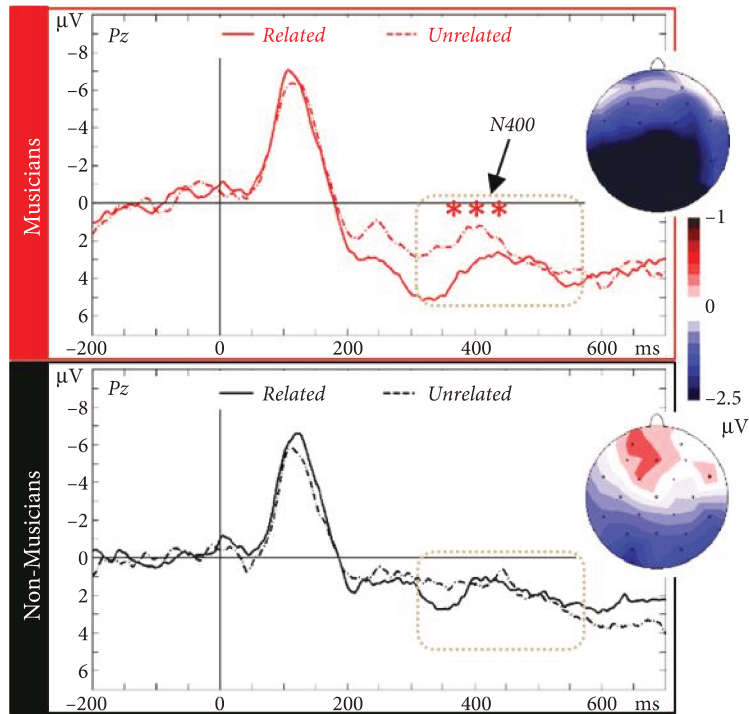 μV
Pz
Related
Unrelated
−8
−6
−4
−2
0
2
4
6
N400
***
Musicians
−200
0
200
400
600
ms
−1
0
−2.5
μV
μV
Pz
Related
Unrelated
−8
−6
−4
−2
0
2
4
6
Non-Musicians
−200
0
200
400
600
ms